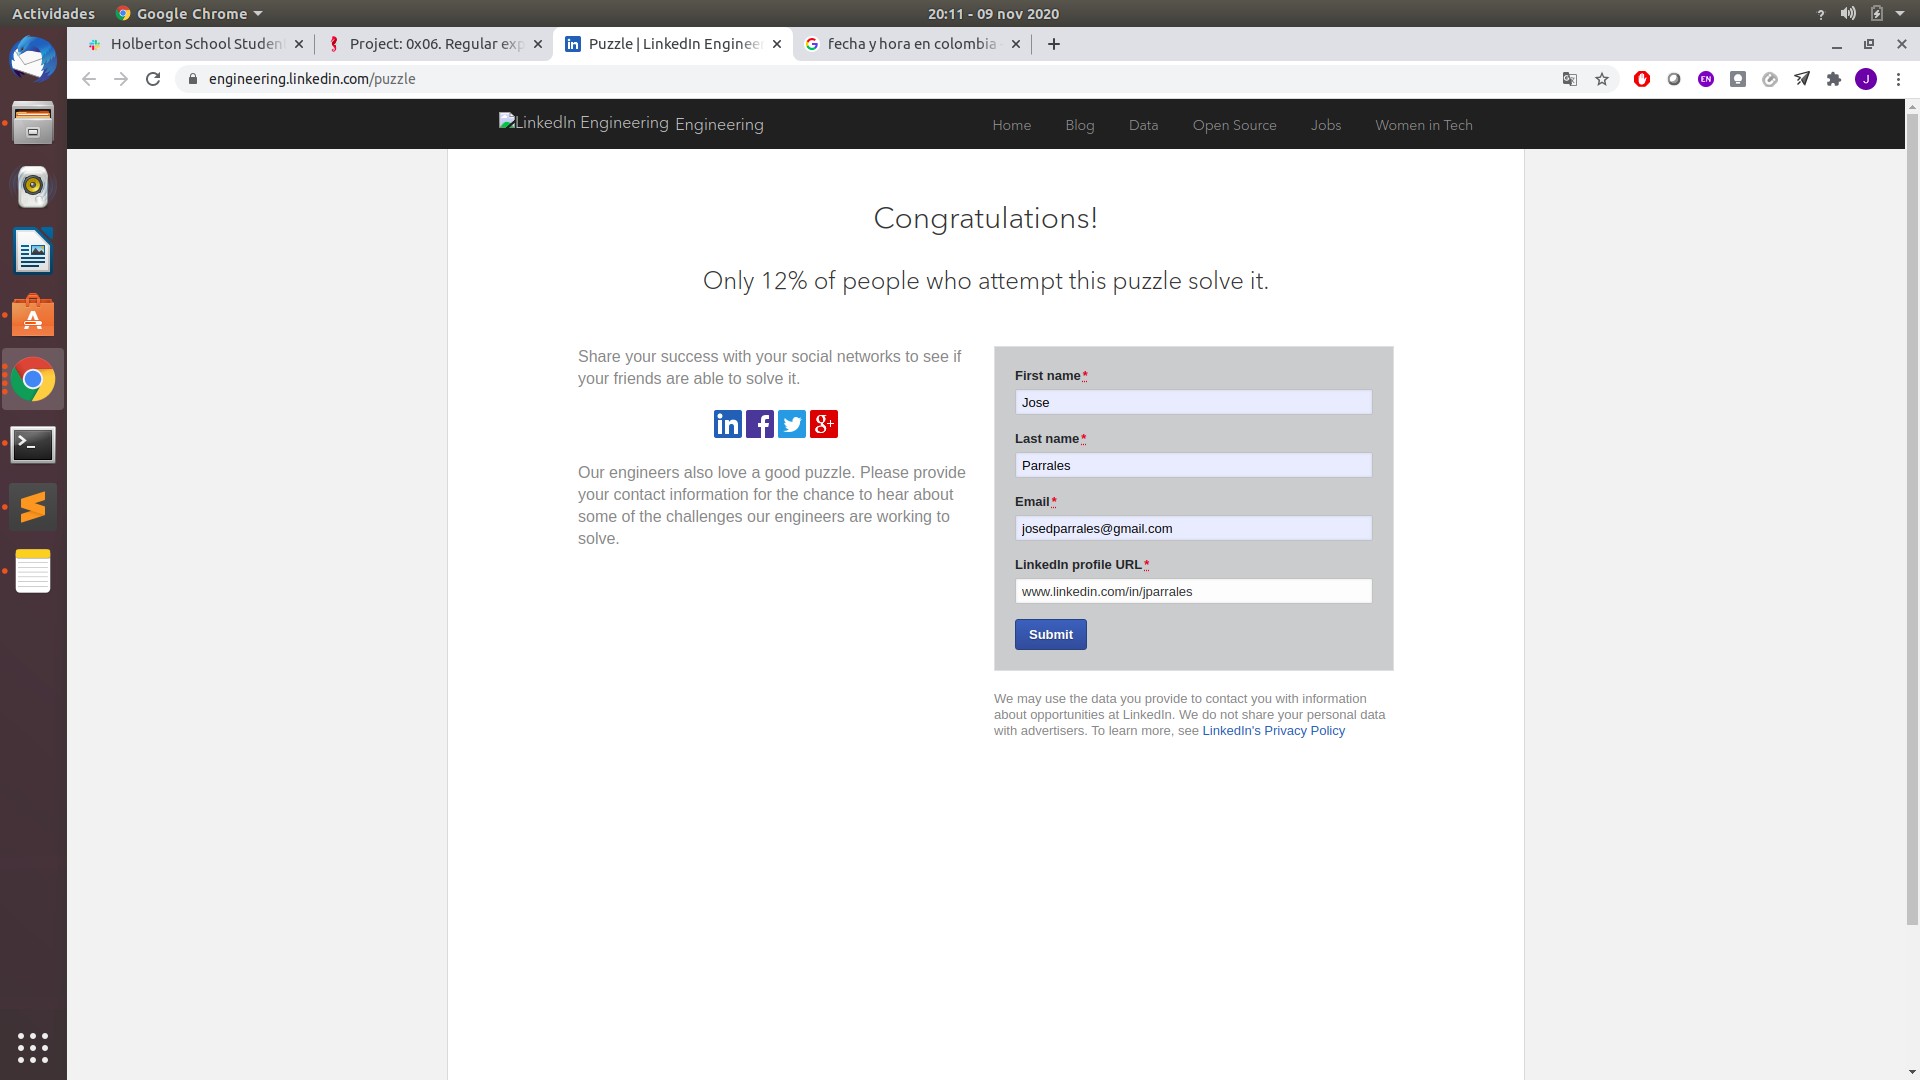 Actividades
Google Chrome
20:11 - 09 nov 2020
?
Holberton School Studen
Project: 0x06. Regular exp
Puzzle | LinkedIn Enginee
fecha y hora en colombia
engineering.linkedin.com/puzzle
EN
J
LinkedIn Engineering Engineering
Home
Blog
Data
Open Source
Jobs
Women in Tech
Congratulations!
Only 12% of people who attempt this puzzle solve it.
Share your success with your social networks to see if
your friends are able to solve it.
in
f
g+
Our engineers also love a good puzzle. Please provide
your contact information for the chance to hear about
some of the challenges our engineers are working to
solve.
First name*
Jose
Last name*
Parrales
Email*
josedparrales@gmail.com
LinkedIn profile URL*
www.linkedin.com/in/jparrales
Submit
We may use the data you provide to contact you with information
about opportunities at LinkedIn. We do not share your personal data
with advertisers. To learn more, see LinkedIn's Privacy Policy